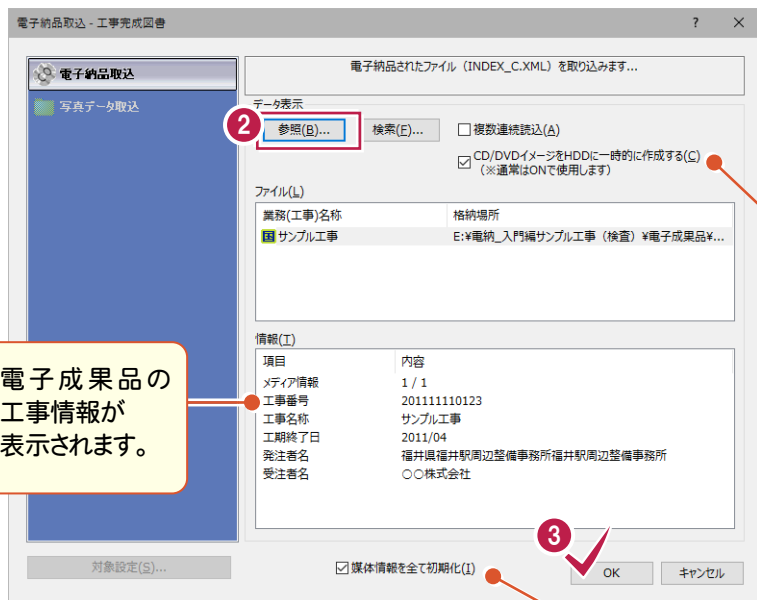 電子納品取込 - 工事完成図書
? ×
電子納品取込
写真データ取込
電子納品されたファイル（INDEX_C.XML）を取り込みます...
データ表示
2
参照(B)...
検索(F)...
複数連続読込(A)
CD/DVDイメージをHDDに一時的に作成する(C)
（※通常はONで使用します）
ファイル(L)
業務(工事)名称 格納場所
国 サンプル工事 E:¥電納_入門編サンプル工事（検査）¥電子成果品¥...
情報(T)
項目 内容
メディア情報 1 / 1
工事番号 201111110123
工事名称 サンプル工事
工期終了日 2011/04
発注者名 福井県福井駅周辺整備事務所福井駅周辺整備事務所
受注者名 ○○株式会社
電子成果品の
工事情報が
表示されます。
対象設定(S)...
媒体情報を全て初期化(I)
3
OK
キャンセル